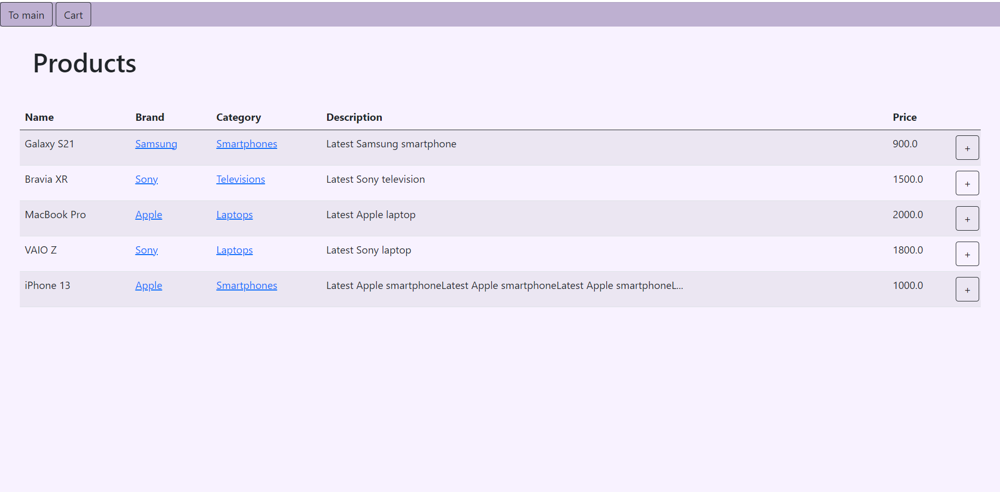 To main Cart
Products
Name Brand Category Description Price
Galaxy S21 Samsung Smartphones Latest Samsung smartphone 900.0 +
Bravia XR Sony Televisions Latest Sony television 1500.0 +
MacBook Pro Apple Laptops Latest Apple laptop 2000.0 +
VAIO Z Sony Laptops Latest Sony laptop 1800.0 +
iPhone 13 Apple Smartphones Latest Apple smartphoneLatest Apple smartphoneLatest Apple smartphoneL... 1000.0 +